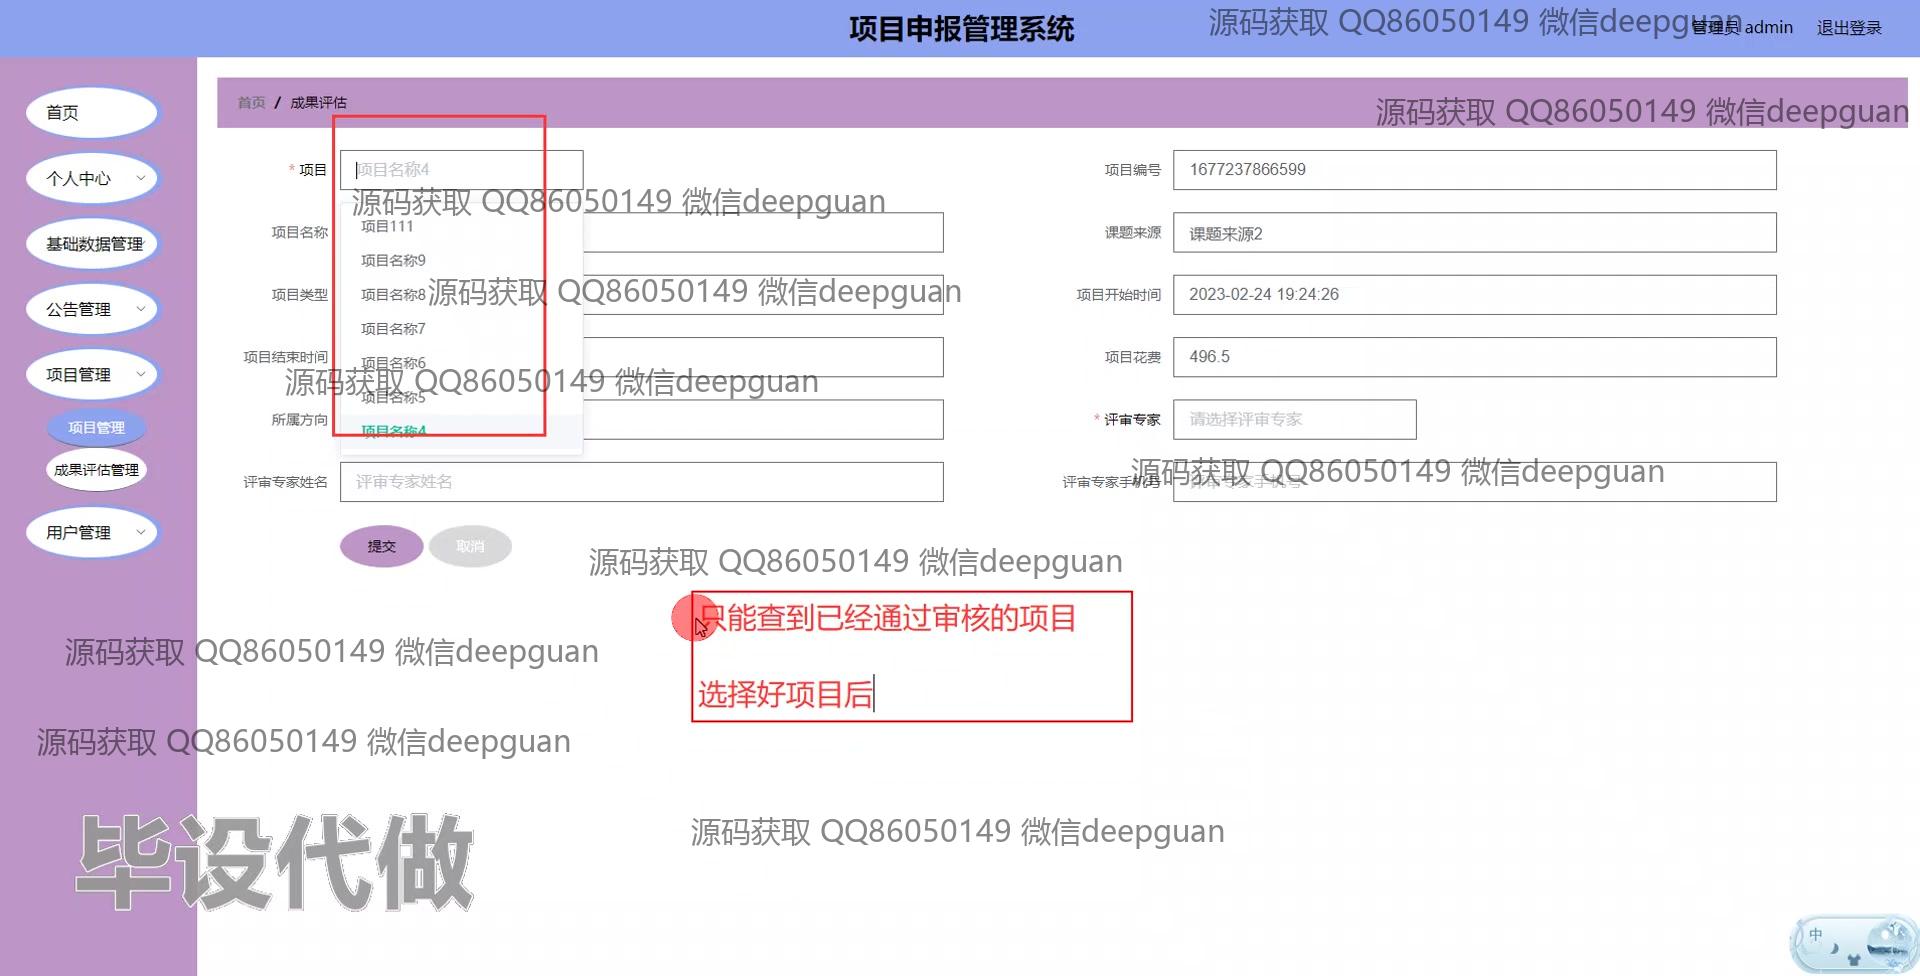 项目申报管理系统
源码获取 QQ86050149 微信deepguan
管理员 admin
退出登录
首页
个人中心
基础数据管理
公告管理
项目管理
项目管理
成果评估管理
用户管理
首页 / 成果评估
源码获取 QQ86050149 微信deepguan
* 项目
项目名称4
项目编号
1677237866599
源码获取 QQ86050149 微信deepguan
项目111
项目名称9
项目名称8
项目名称7
项目名称6
项目名称5
项目名称4
项目名称
课题来源
课题来源2
项目类型
源码获取 QQ86050149 微信deepguan
项目开始时间
2023-02-24 19:24:26
项目结束时间
项目花费
496.5
源码获取 QQ86050149 微信deepguan
所属方向
* 评审专家
请选择评审专家
评审专家姓名
评审专家姓名
评审专家手机号
评审专家手机号
源码获取 QQ86050149 微信deepguan
提交
取消
源码获取 QQ86050149 微信deepguan
只能查到已经通过审核的项目
选择好项目后
源码获取 QQ86050149 微信deepguan
源码获取 QQ86050149 微信deepguan
源码获取 QQ86050149 微信deepguan
毕设代做
中